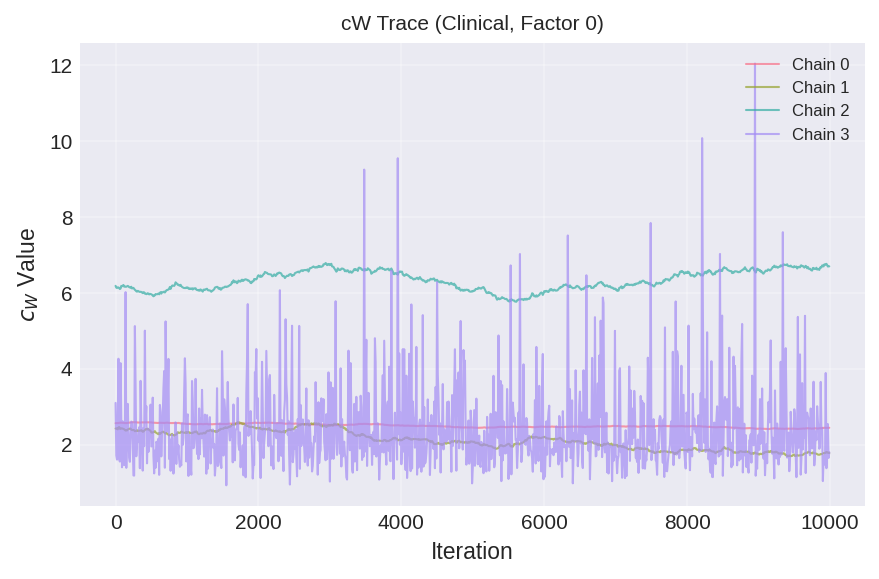 cW Trace (Clinical, Factor 0)
Chain 0
Chain 1
Chain 2
Chain 3
12
10
8
6
4
2
c_W Value
0 2000 4000 6000 8000 10000
Iteration